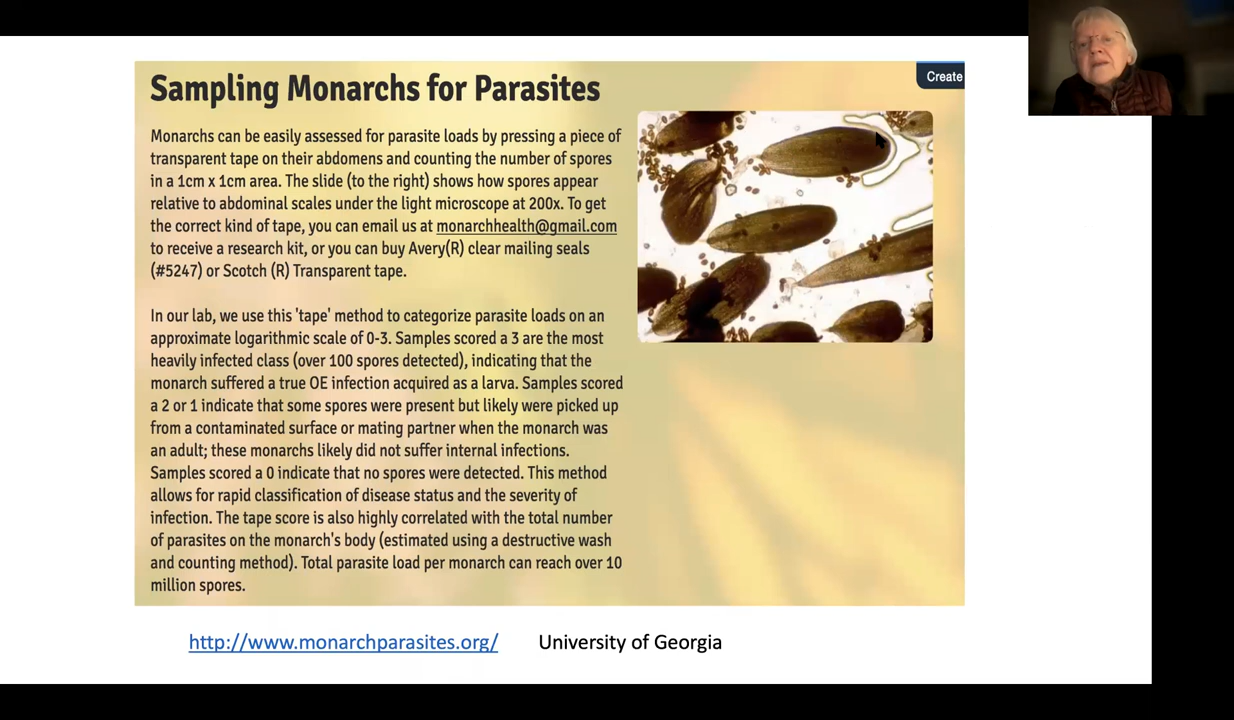 Sampling Monarchs for Parasites
Create
Monarchs can be easily assessed for parasite loads by pressing a piece of
transparent tape on their abdomens and counting the number of spores
in a 1cm x 1cm area. The slide (to the right) shows how spores appear
relative to abdominal scales under the light microscope at 200x. To get
the correct kind of tape, you can email us at monarchhealth@gmail.com
to receive a research kit, or you can buy Avery(R) clear mailing seals
(#5247) or Scotch (R) Transparent tape.
In our lab, we use this 'tape' method to categorize parasite loads on an
approximate logarithmic scale of 0-3. Samples scored a 3 are the most
heavily infected class (over 100 spores detected), indicating that the
monarch suffered a true OE infection acquired as a larva. Samples scored
a 2 or 1 indicate that some spores were present but likely were picked up
from a contaminated surface or mating partner when the monarch was
an adult; these monarchs likely did not suffer internal infections.
Samples scored a 0 indicate that no spores were detected. This method
allows for rapid classification of disease status and the severity of
infection. The tape score is also highly correlated with the total number
of parasites on the monarch's body (estimated using a destructive wash
and counting method). Total parasite load per monarch can reach over 10
million spores.
http://www.monarchparasites.org/ University of Georgia